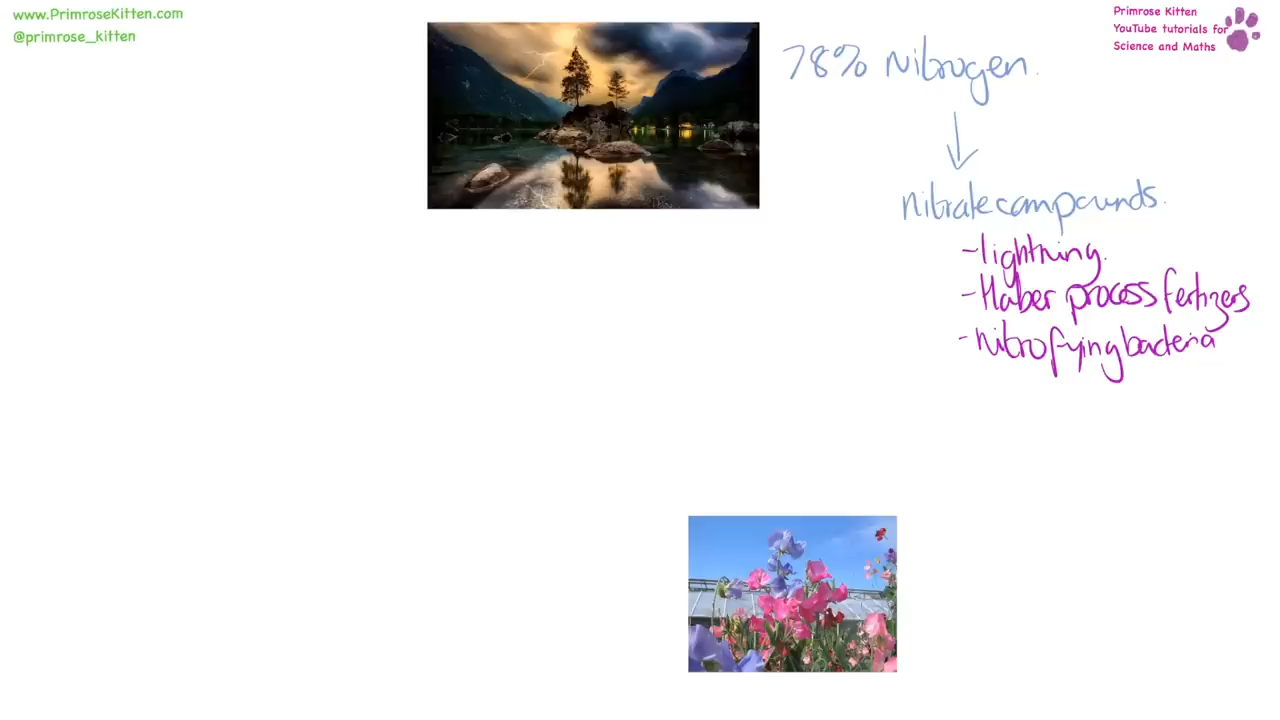 www.PrimroseKitten.com
@primrose_kitten
Primrose Kitten
YouTube tutorials for
Science and Maths
78% Nitrogen.
nitrate compounds.
-lightning.
-Haber process fertizers
-nitrofying bacteria